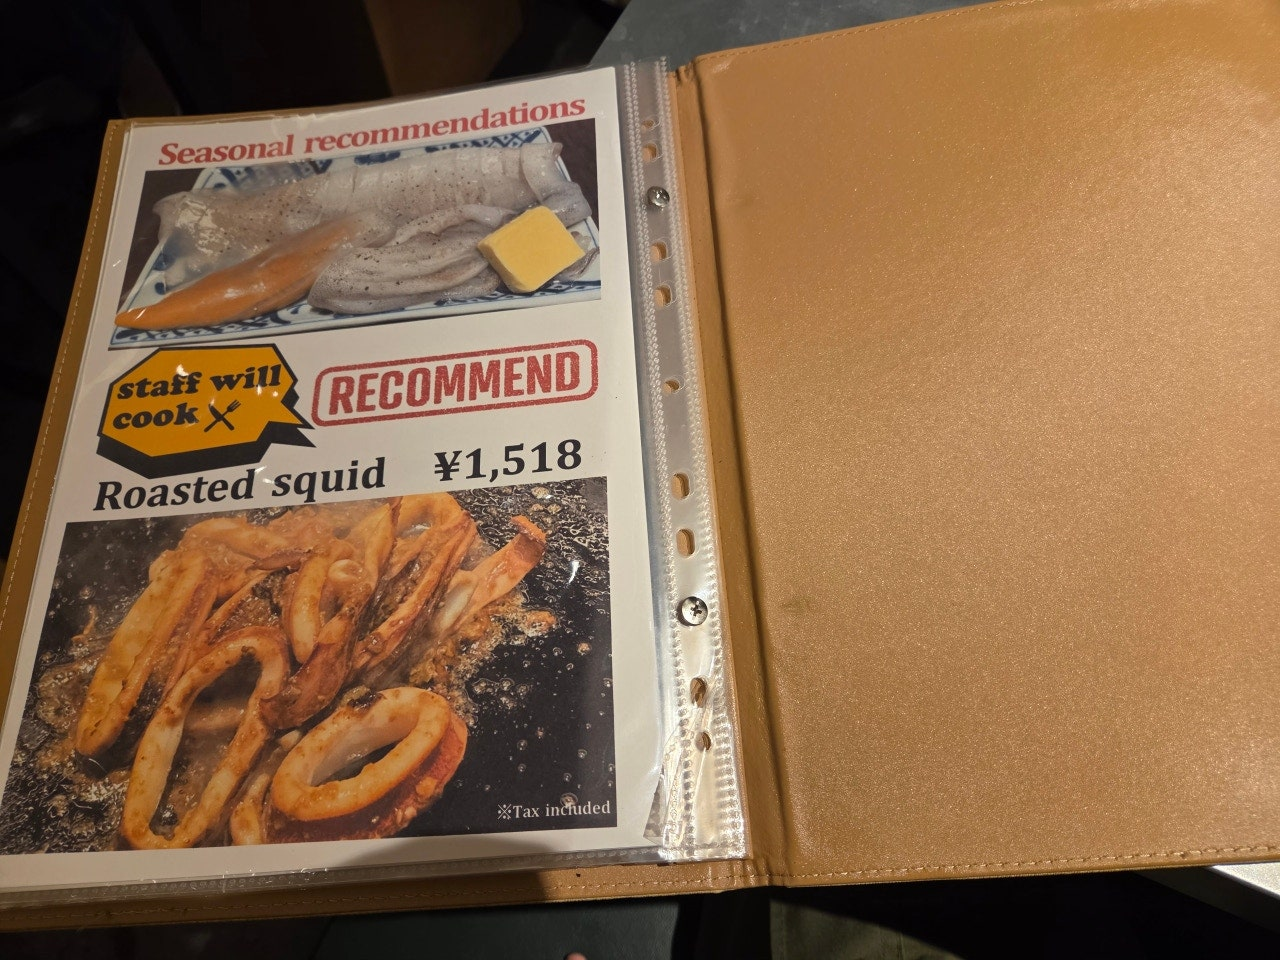 Seasonal recommendations
staff will
cook
RECOMMEND
Roasted squid ¥1,518
※Tax included